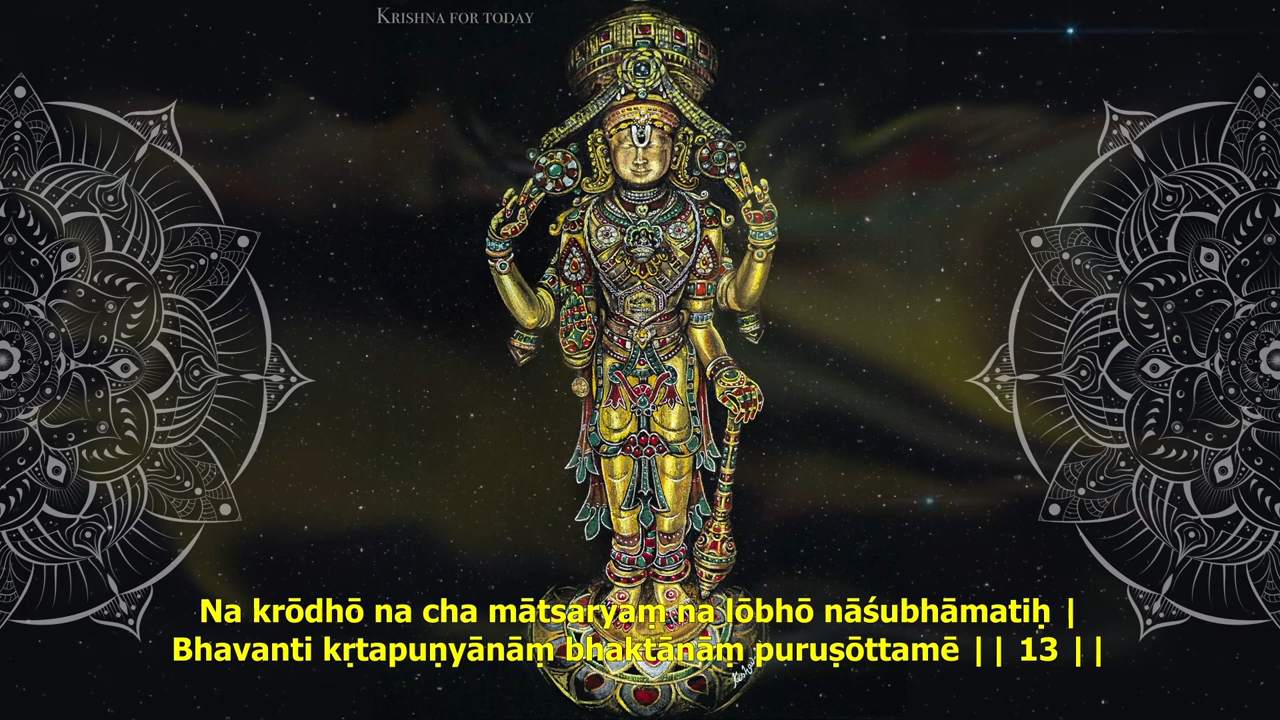 KRISHNA FOR TODAY
Na krōdhō na cha mātsaryaṃ na lōbhō nāśubhāmatiḥ |
Bhavanti kṛtapuṇyānāṃ bhaktānāṃ puruṣōttamē || 13 ||